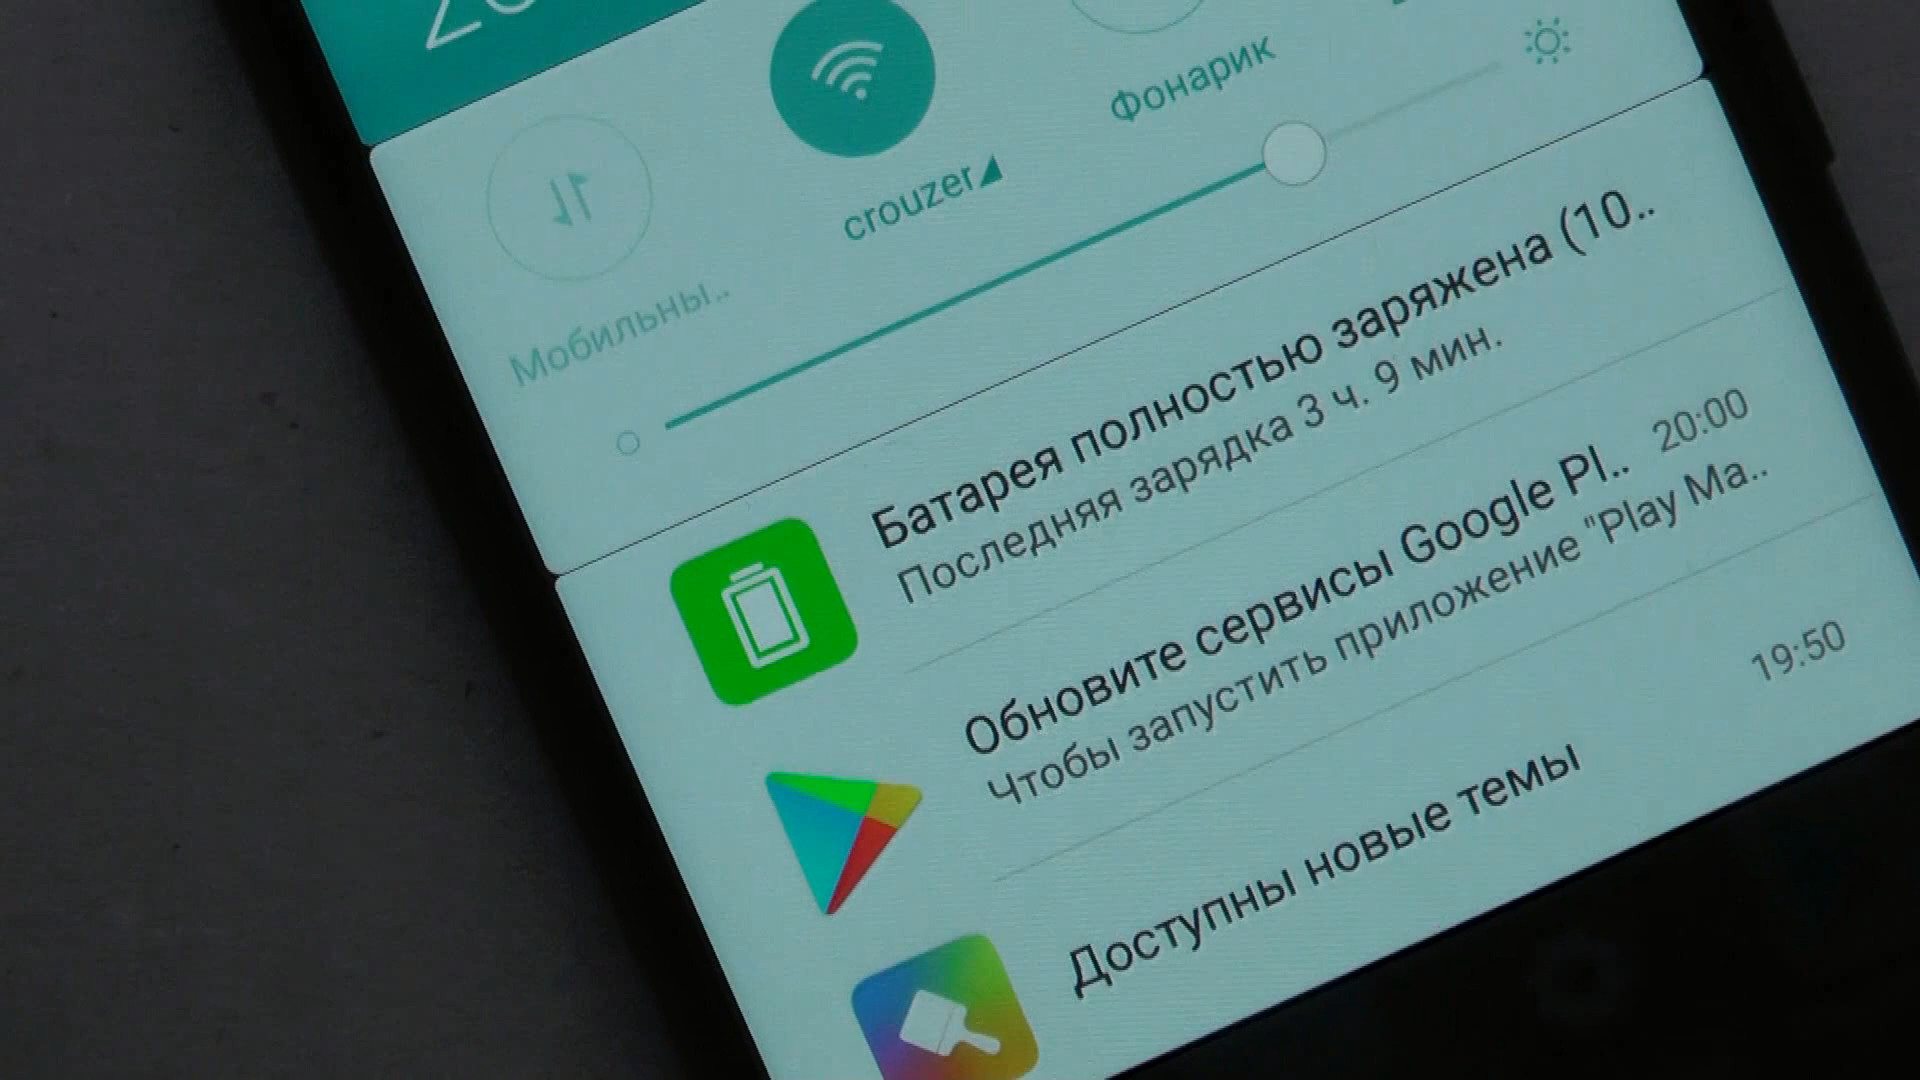 crouzer
Фонарик
Мобильны..
Батарея полностью заряжена (10..
Последняя зарядка 3 ч. 9 мин.
Обновите сервисы Google Pl.. 20:00
Чтобы запустить приложение "Play Ma..
19:50
Доступны новые темы